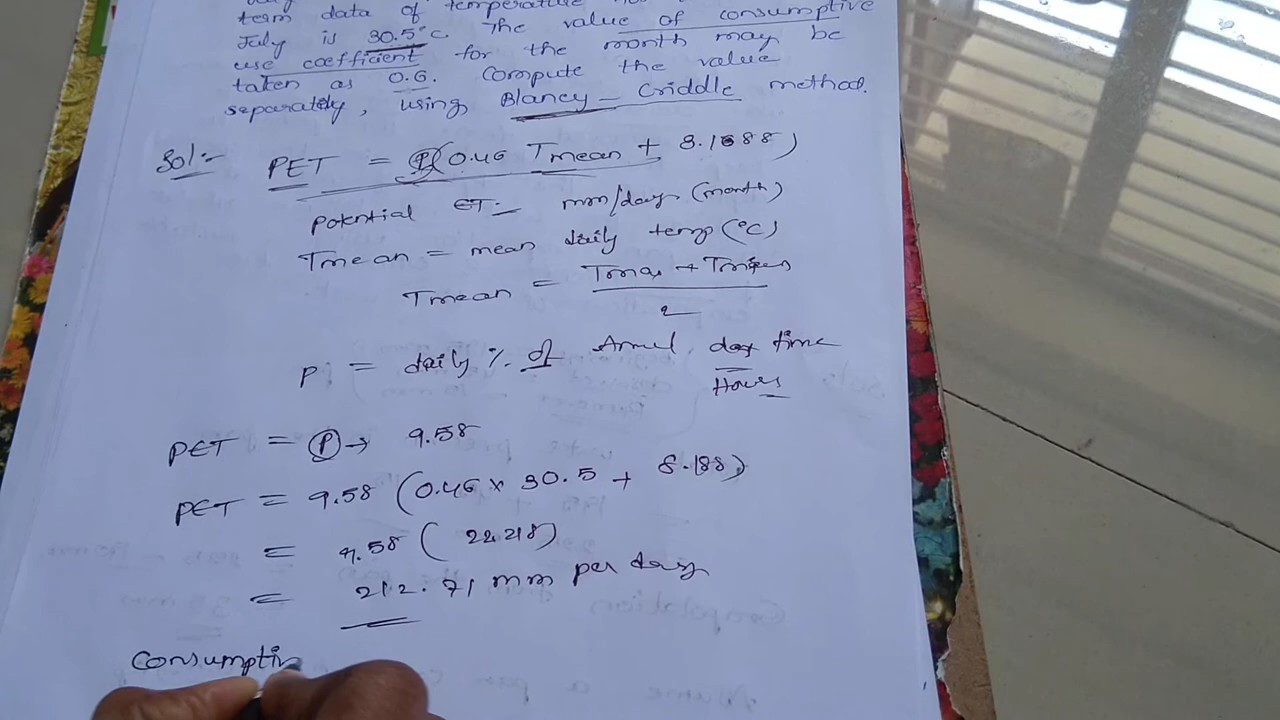 term data of temperature
July is 30.5°c. The value of consumptive
use coefficient for the month may be
taken as 0.6. Compute the value
separately, using Blaney - Criddle method.
Sol:- PET = P(0.46 Tmean + 8.1688)
Potential ET:- mm/days (month)
Tmean = mean daily temp (°C)
Tmean = Tmax + Tmin
2
P = daily % of Annual day time
Hours
PET = P → 9.58
PET = 9.58 (0.46 x 30.5 + 8.188)
= 9.58 ( 22.218)
= 212.71 mm per day
Consumptiv